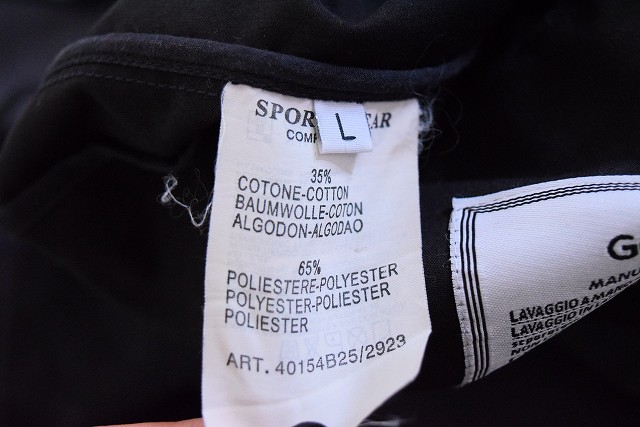 SPOR
EAR
L
COMP
35%
COTONE-COTTON
BAUMWOLLE-COTON
ALGODON-ALGODAO
65%
POLIESTERE-POLYESTER
POLYESTER-POLIESTER
POLIESTER
ART. 40154B25/2923
G
MANU
LAVAGGIO A MANO
LAVAGGIO IN